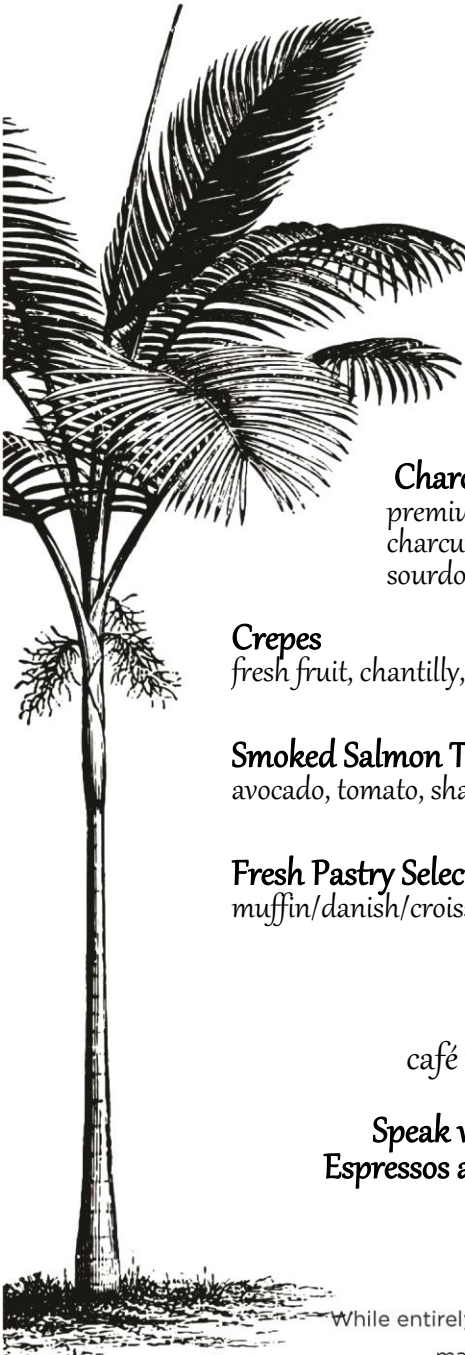 Charc
premiu
charcu
sourdo
Crepes
fresh fruit, chantilly,
Smoked Salmon T
avocado, tomato, sha
Fresh Pastry Selec
muffin/danish/crois
café
Speak
Espressos a
While entirely
ma